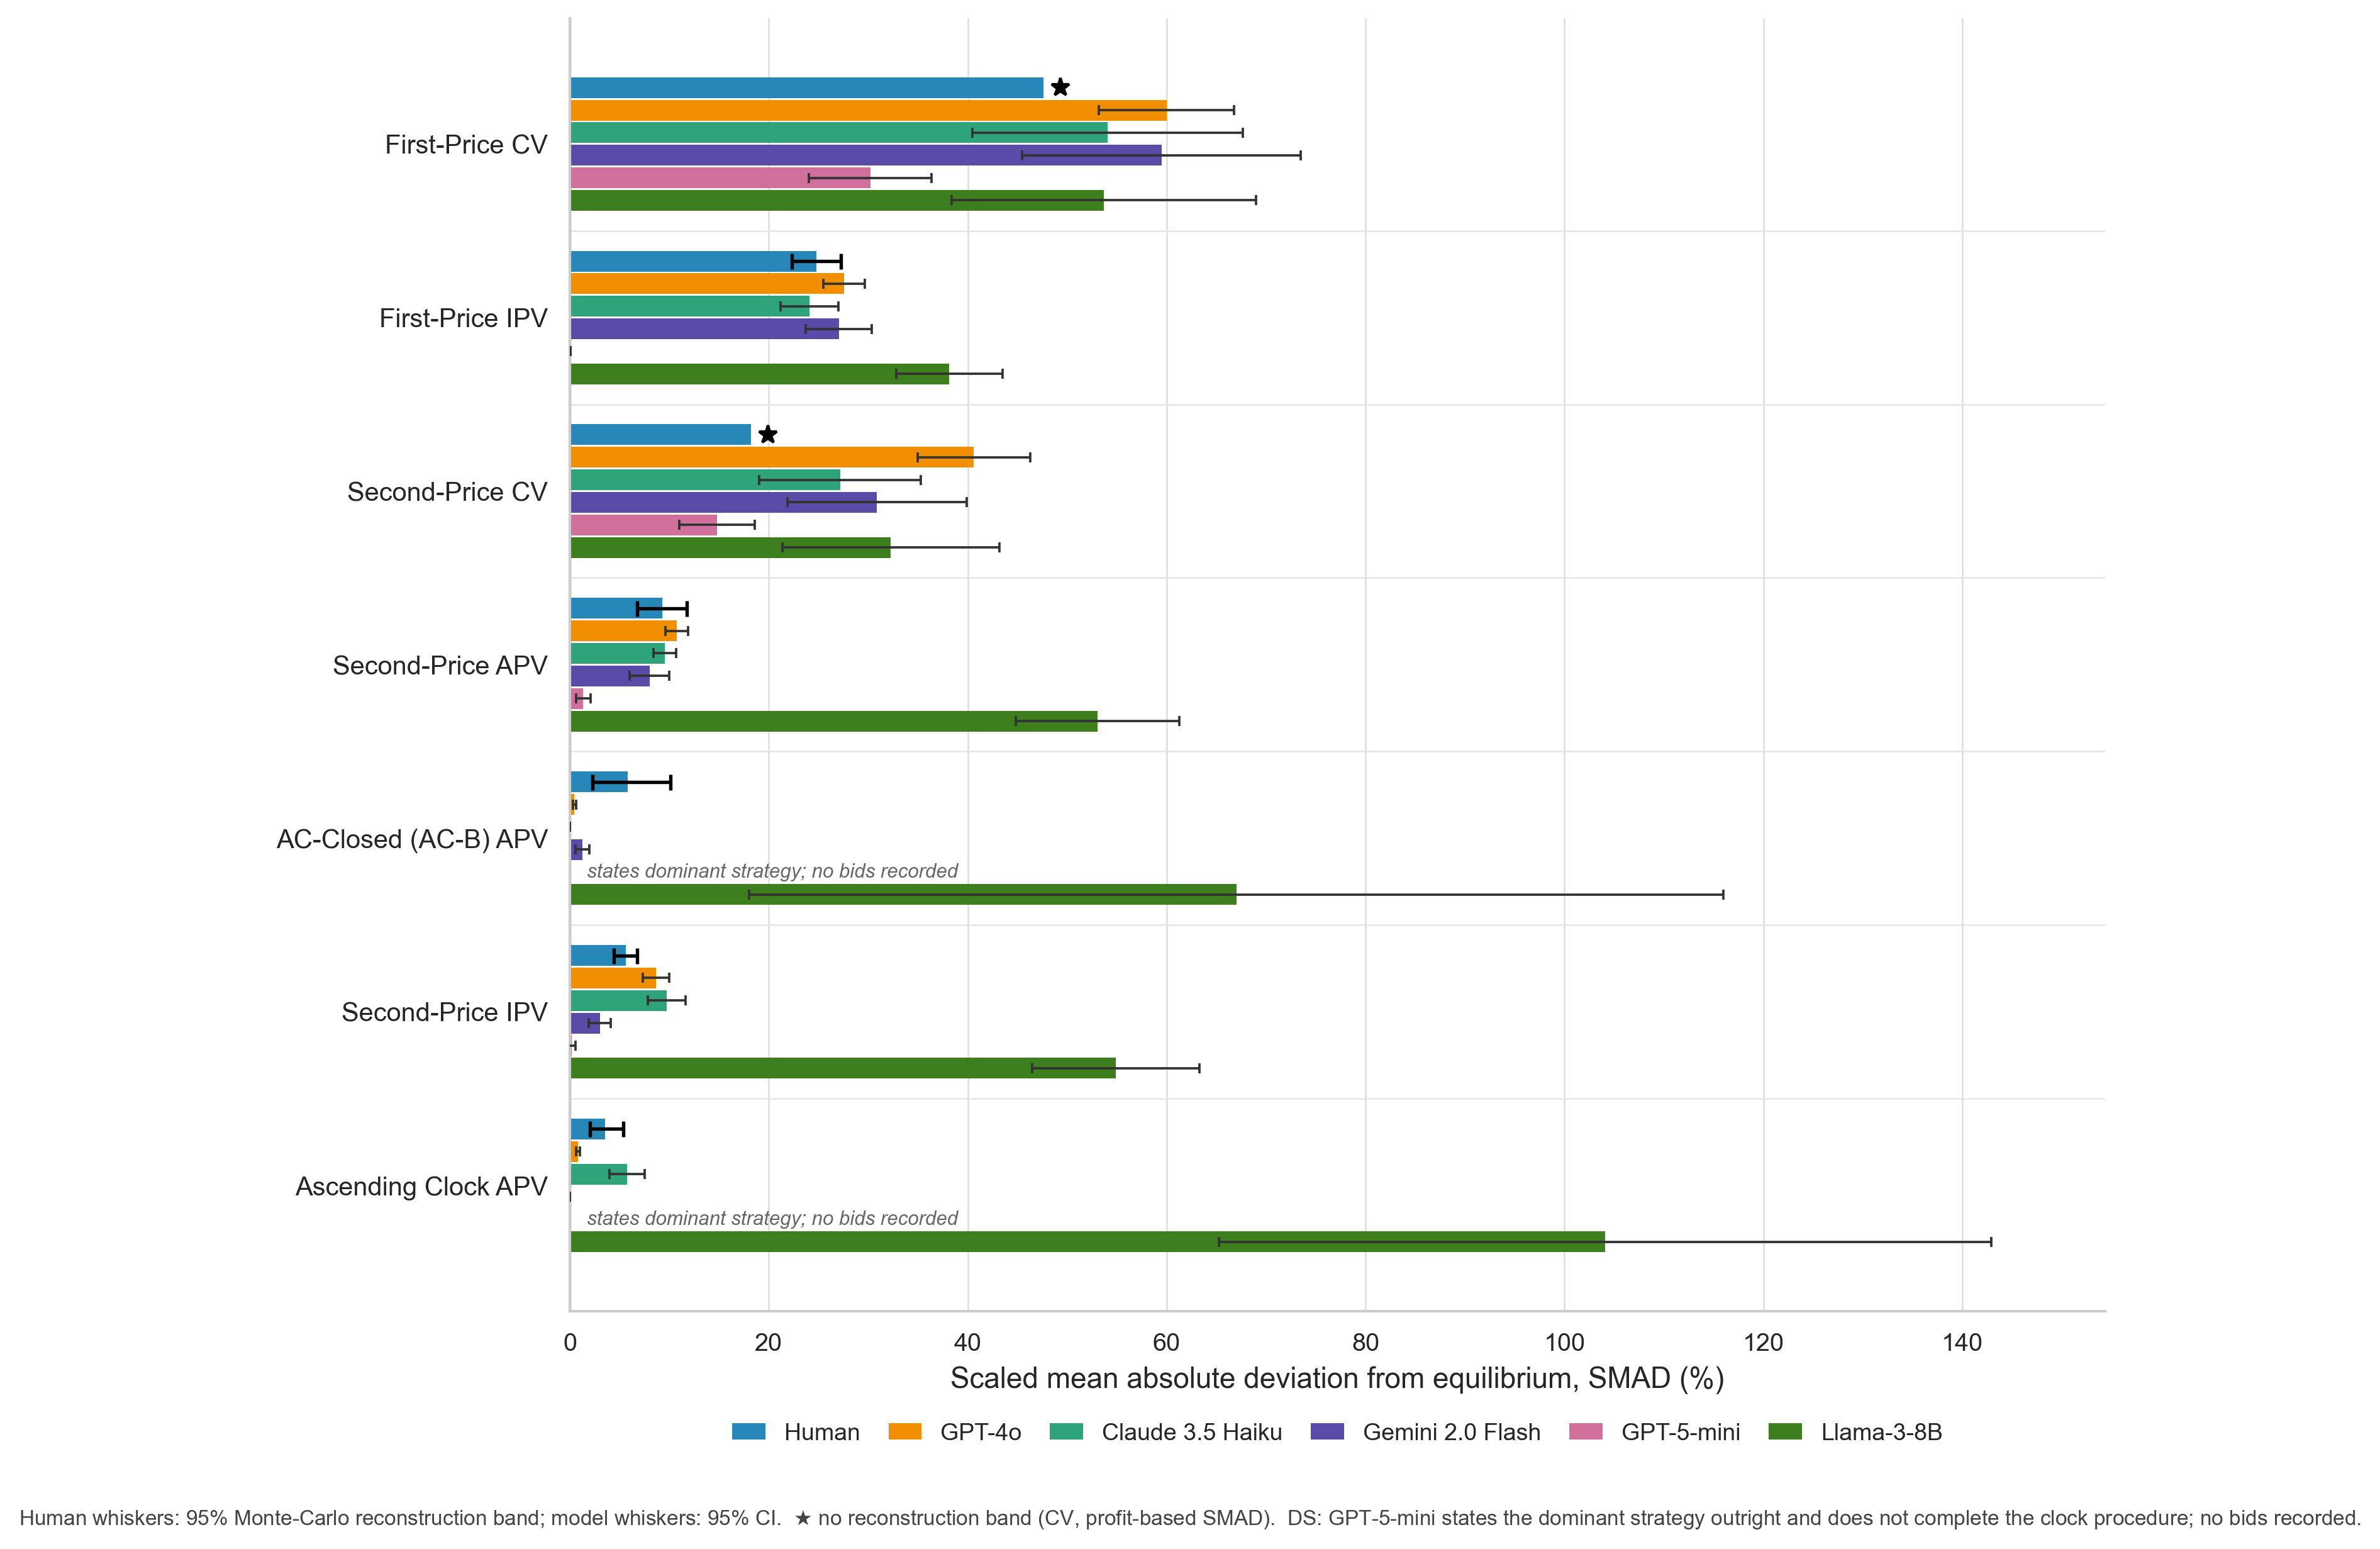 First-Price CV
First-Price IPV
Second-Price CV
Second-Price APV
AC-Closed (AC-B) APV
states dominant strategy; no bids recorded
Second-Price IPV
Ascending Clock APV
states dominant strategy; no bids recorded
0 20 40 60 80 100 120 140
Scaled mean absolute deviation from equilibrium, SMAD (%)
Human GPT-4o Claude 3.5 Haiku Gemini 2.0 Flash GPT-5-mini Llama-3-8B
Human whiskers: 95% Monte-Carlo reconstruction band; model whiskers: 95% CI. ★ no reconstruction band (CV, profit-based SMAD). DS: GPT-5-mini states the dominant strategy outright and does not complete the clock procedure; no bids recorded.